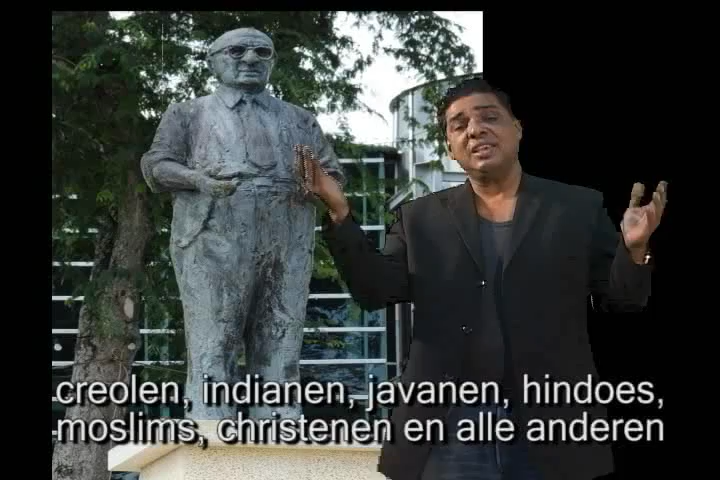 creolen, indianen, javanen, hindoes,
moslims, christenen en alle anderen